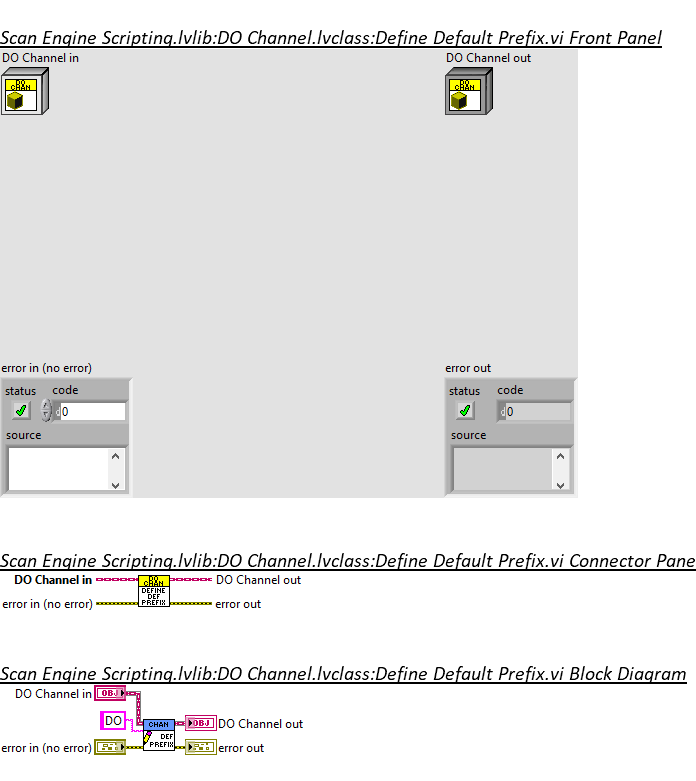 Scan Engine Scripting.lvlib:DO Channel.lvclass:Define Default Prefix.vi Front Panel
DO Channel in
DO Channel out
DO
CHAN
DO
CHAN
error in (no error)
error out
status
code
status
code
d
0
d
0
source
source
Scan Engine Scripting.lvlib:DO Channel.lvclass:Define Default Prefix.vi Connector Pane
DO Channel in
DO
CHAN
DO Channel out
DEFINE
DEF
error in (no error)
PREFIX
error out
Scan Engine Scripting.lvlib:DO Channel.lvclass:Define Default Prefix.vi Block Diagram
DO Channel in
OBJ
DO
CHAN
OBJ
DO Channel out
DEF
error in (no error)
PREFIX
error out